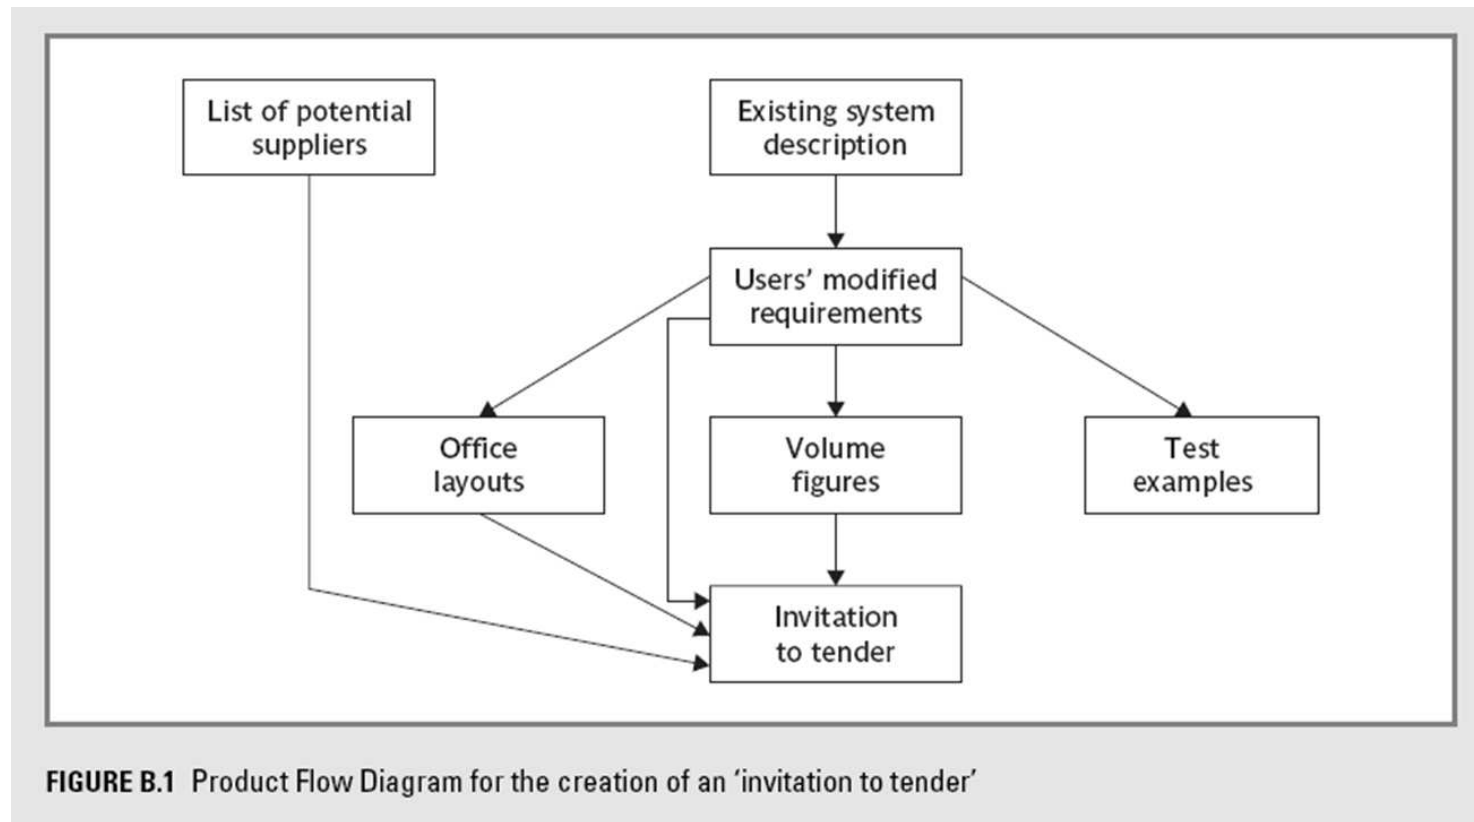 List of potential
suppliers
Existing system
description
Users’ modified
requirements
Office
layouts
Volume
figures
Test
examples
Invitation
to tender
FIGURE B.1 Product Flow Diagram for the creation of an ‘invitation to tender’